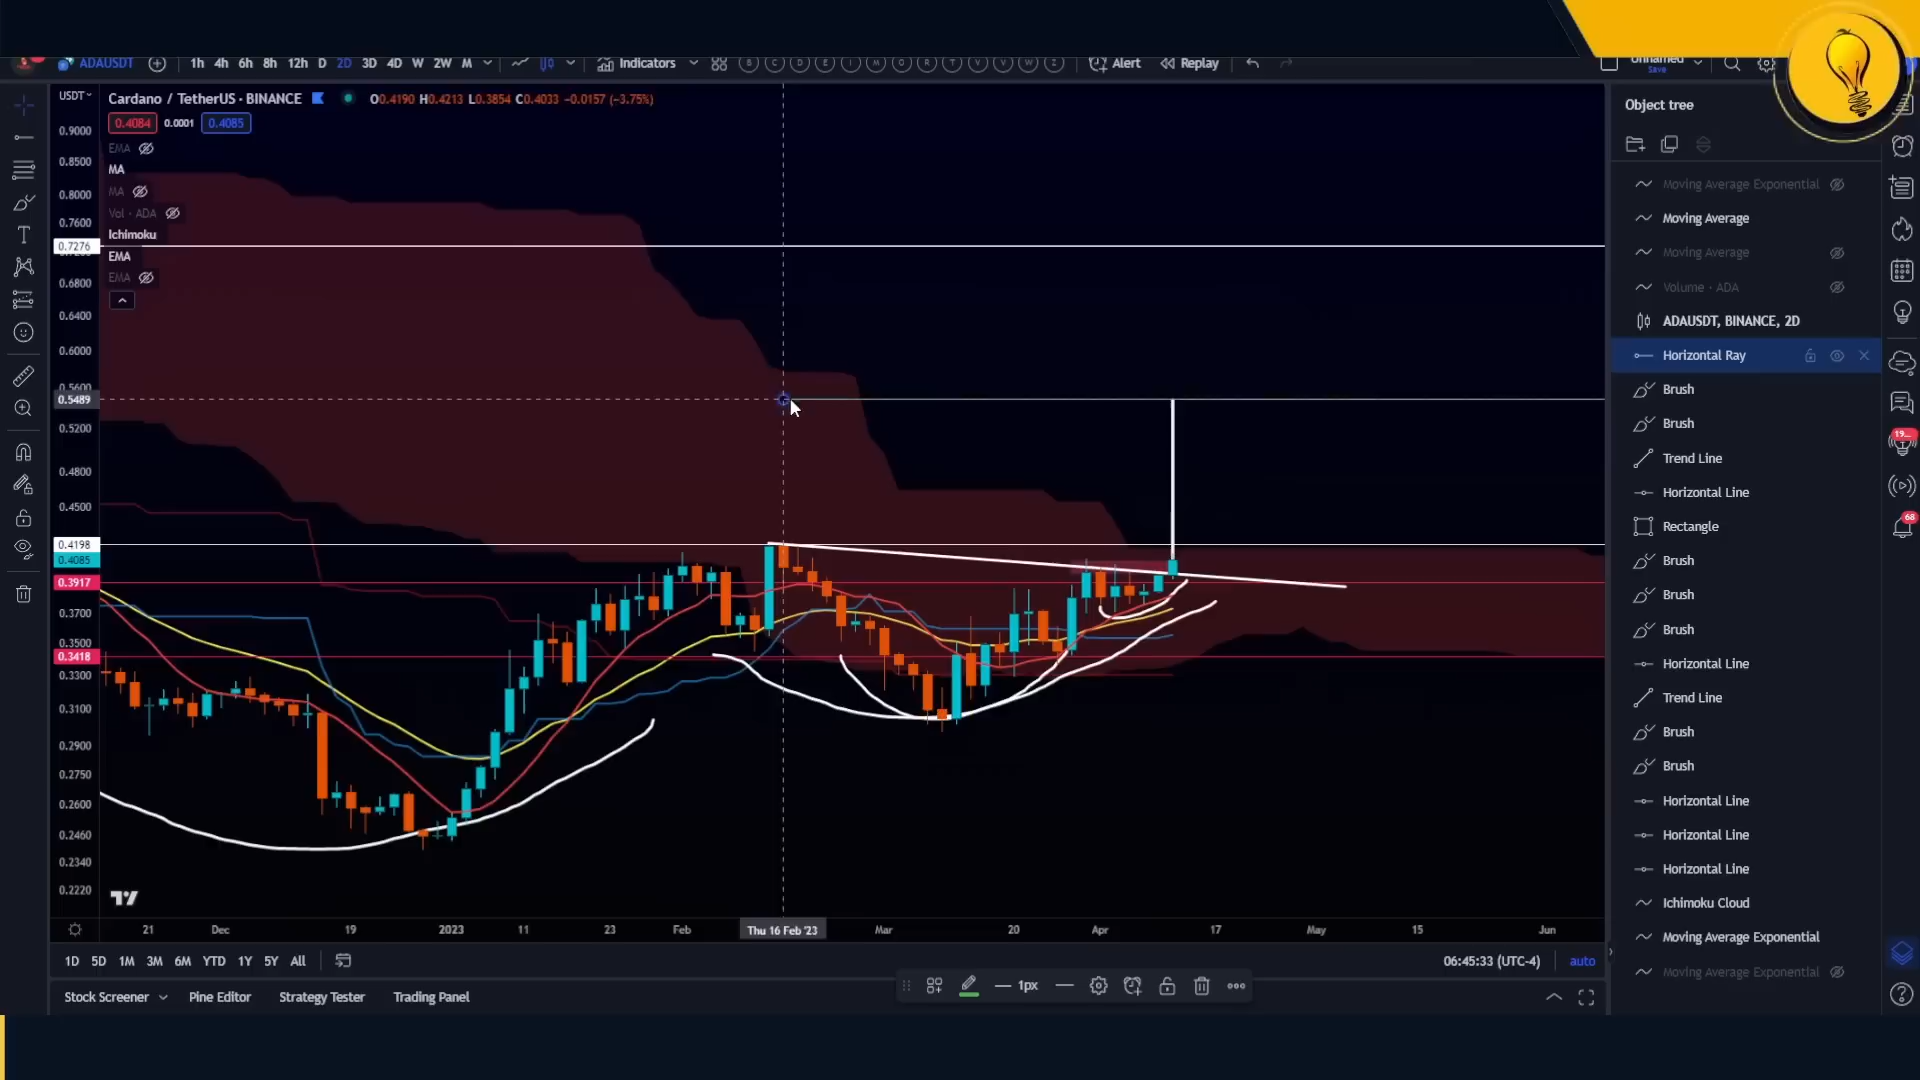 ADAUSDT 1h 4h 6h 8h 12h D 2D 3D 4D W 2W M Indicators Alert Replay Unnamed
Save
USDT Cardano / TetherUS · BINANCE O0.4190 H0.4213 L0.3854 C0.4033 −0.0157 (−3.75%)
0.4084 0.0001 0.4085
EMA
MA
MA
Vol · ADA
Ichimoku
EMA
EMA
0.9000
0.8500
0.8000
0.7600
0.7276
0.6800
0.6400
0.6000
0.5600
0.5489
0.5200
0.4800
0.4500
0.4198
0.4085
0.3917
0.3700
0.3500
0.3418
0.3300
0.3100
0.2900
0.2750
0.2600
0.2460
0.2340
0.2220
21 Dec 19 2023 11 23 Feb Thu 16 Feb '23 Mar 20 Apr 17 May 15 Jun
1D 5D 1M 3M 6M YTD 1Y 5Y All 06:45:33 (UTC-4) auto
1px
Stock Screener Pine Editor Strategy Tester Trading Panel
Object tree
Moving Average Exponential
Moving Average
Moving Average
Volume · ADA
ADAUSDT, BINANCE, 2D
Horizontal Ray
Brush
Brush
Trend Line
Horizontal Line
Rectangle
Brush
Brush
Brush
Horizontal Line
Trend Line
Brush
Brush
Horizontal Line
Horizontal Line
Horizontal Line
Ichimoku Cloud
Moving Average Exponential
Moving Average Exponential
68